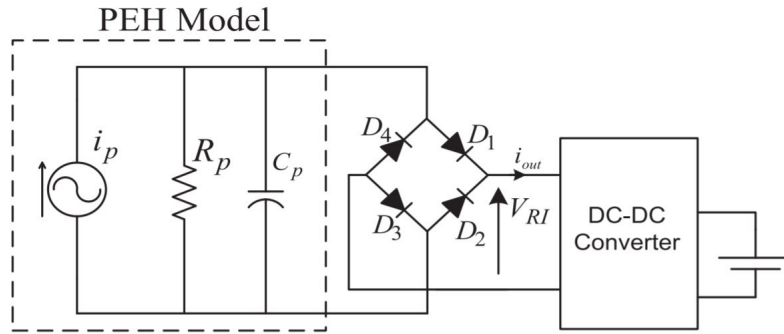 PEH Model
i_p
R_p
C_p
D_4
D_1
D_3
D_2
i_out
V_RI
DC-DC
Converter